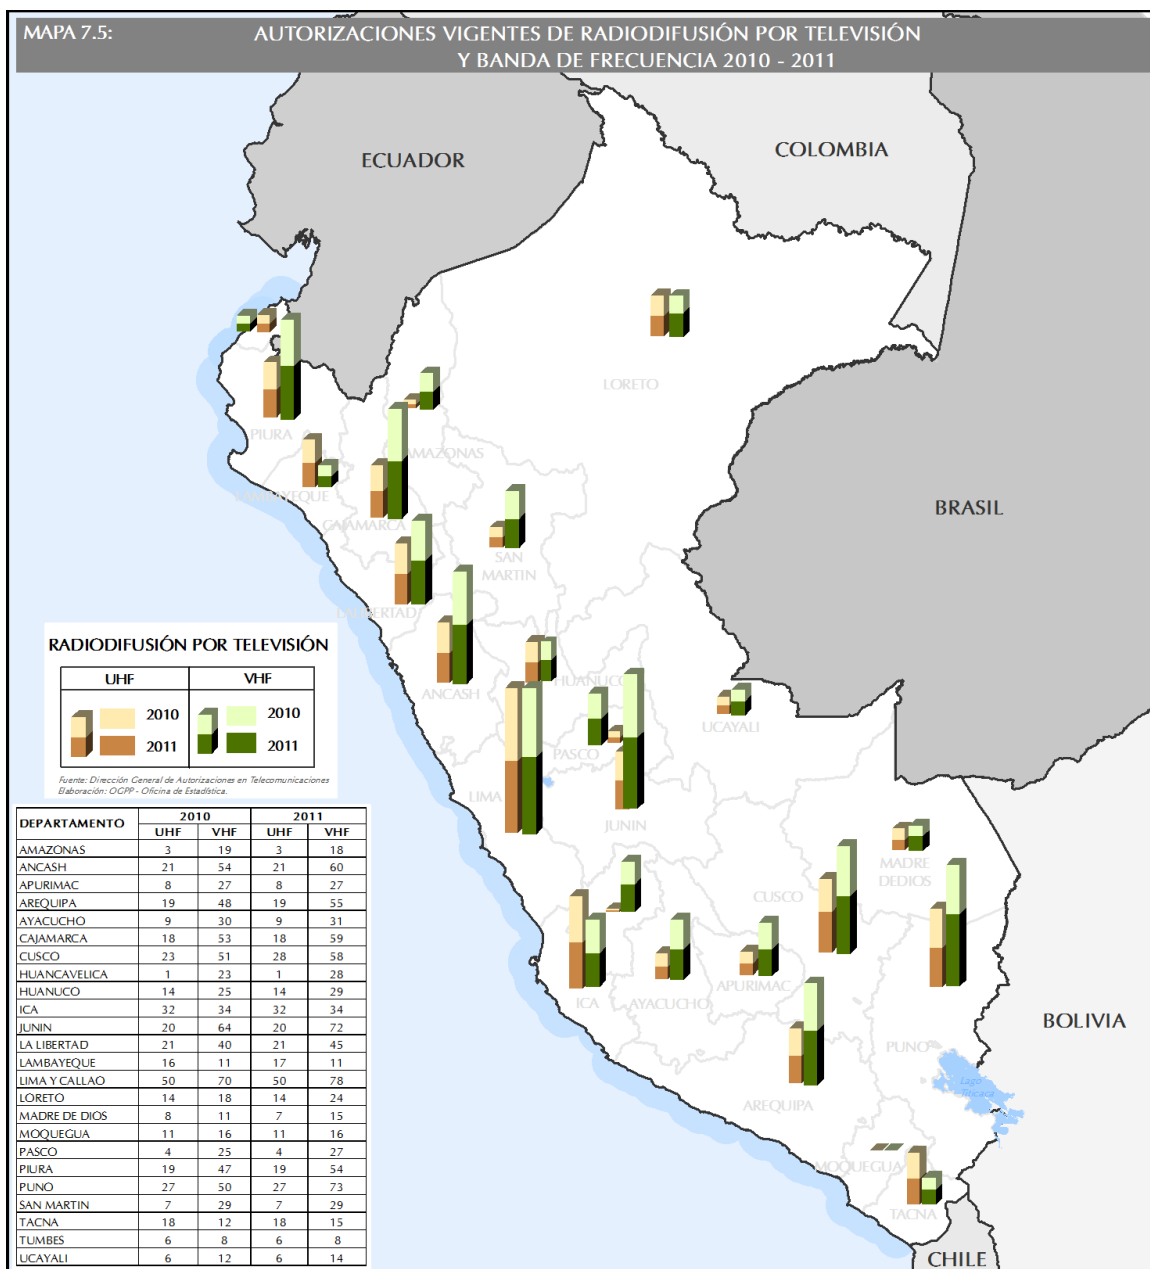 MAPA 7.5:
AUTORIZACIONES VIGENTES DE RADIODIFUSIÓN POR TELEVISIÓN
Y BANDA DE FRECUENCIA 2010 - 2011
COLOMBIA
ECUADOR
LORETO
PIURA
AMAZONAS
LAMBAYEQUE
CAJAMARCA
BRASIL
SAN
MARTIN
LA LIBERTAD
HUANUCO
ANCASH
UCAYALI
PASCO
LIMA
JUNIN
MADRE
DEDIOS
CUSCO
APURIMAC
ICA
AYACUCHO
BOLIVIA
PUNO
Lago
Titicaca
AREQUIPA
MOQUEGUA
TACNA
CHILE
RADIODIFUSIÓN POR TELEVISIÓN
UHF VHF
2010 2010
2011 2011
Fuente: Dirección General de Autorizaciones en Telecomunicaciones
Elaboración: OGPP - Oficina de Estadística.
DEPARTAMENTO 2010 2011
UHF VHF UHF VHF
AMAZONAS 3 19 3 18
ANCASH 21 54 21 60
APURIMAC 8 27 8 27
AREQUIPA 19 48 19 55
AYACUCHO 9 30 9 31
CAJAMARCA 18 53 18 59
CUSCO 23 51 28 58
HUANCAVELICA 1 23 1 28
HUANUCO 14 25 14 29
ICA 32 34 32 34
JUNIN 20 64 20 72
LA LIBERTAD 21 40 21 45
LAMBAYEQUE 16 11 17 11
LIMA Y CALLAO 50 70 50 78
LORETO 14 18 14 24
MADRE DE DIOS 8 11 7 15
MOQUEGUA 11 16 11 16
PASCO 4 25 4 27
PIURA 19 47 19 54
PUNO 27 50 27 73
SAN MARTIN 7 29 7 29
TACNA 18 12 18 15
TUMBES 6 8 6 8
UCAYALI 6 12 6 14